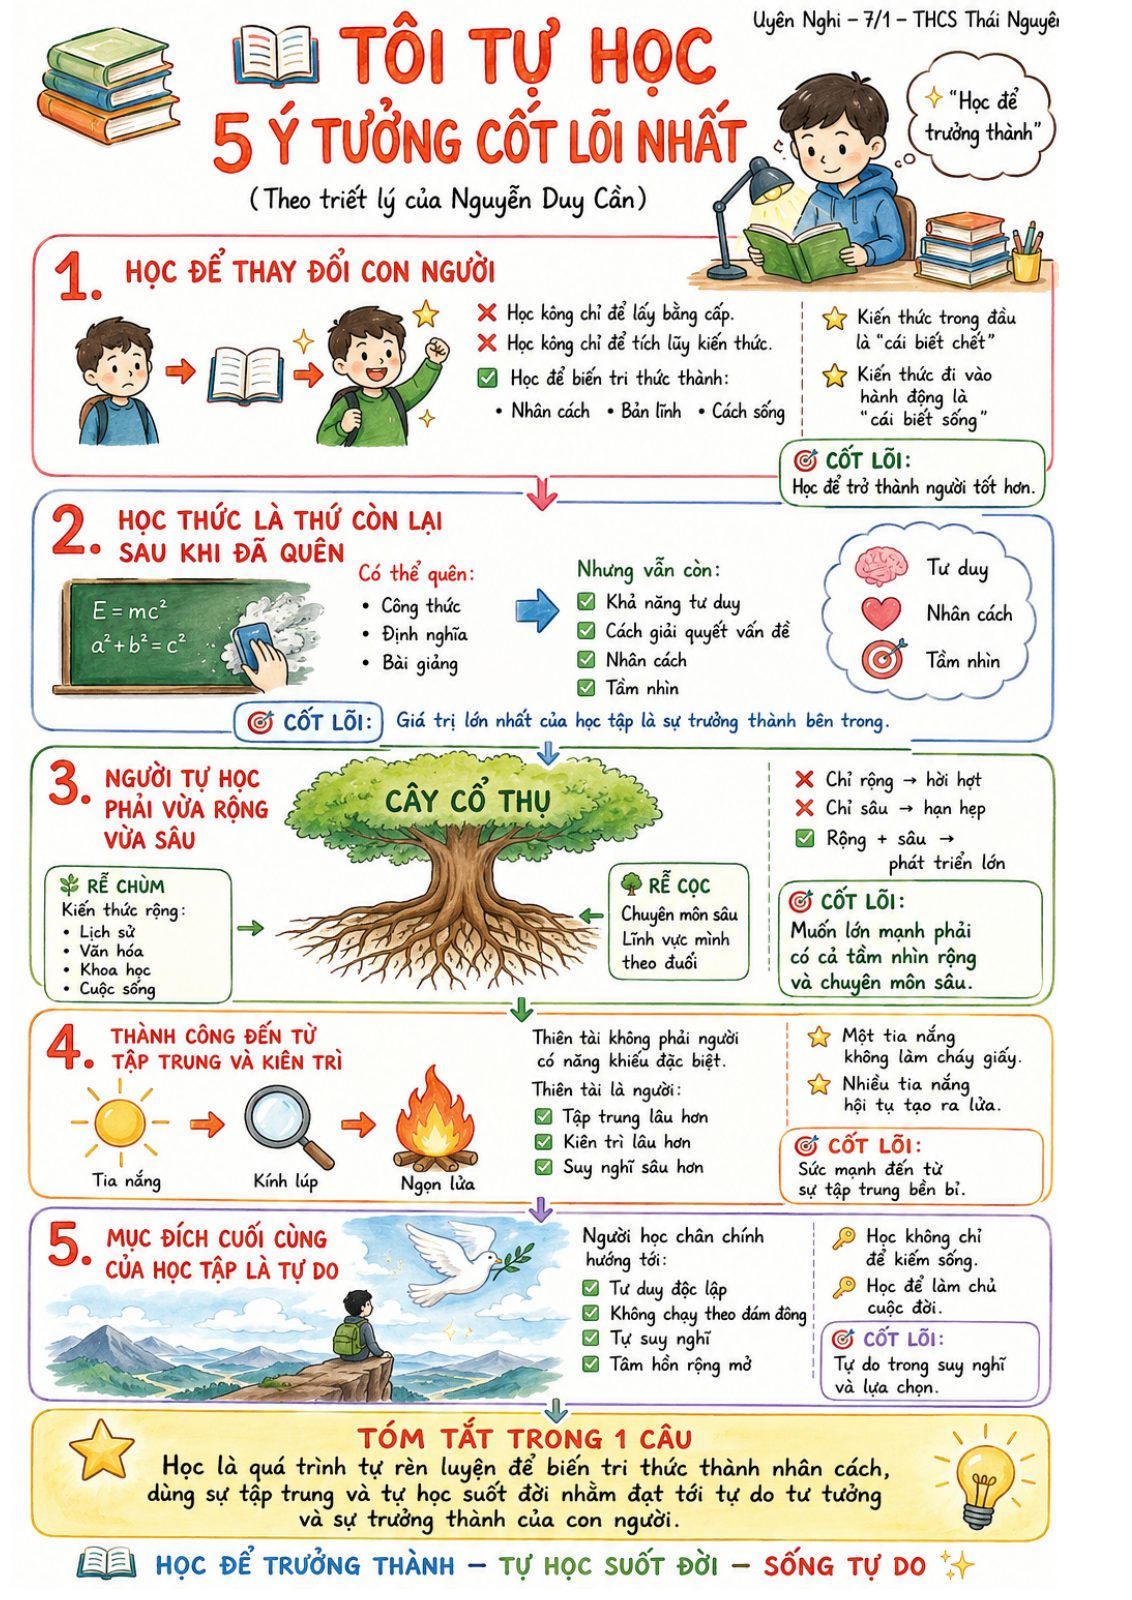 Uyên Nghi – 7/1 – THCS Thái Nguyên
TÔI TỰ HỌC
5 Ý TƯỞNG CỐT LÕI NHẤT
(Theo triết lý của Nguyễn Duy Cần)
"Học để
trưởng thành"
1. HỌC ĐỂ THAY ĐỔI CON NGƯỜI
Học kông chỉ để lấy bằng cấp.
Học kông chỉ để tích lũy kiến thức.
Học để biến tri thức thành:
• Nhân cách • Bản lĩnh • Cách sống
Kiến thức trong đầu
là "cái biết chết"
Kiến thức đi vào
hành động là
"cái biết sống"
CỐT LÕI:
Học để trở thành người tốt hơn.
2. HỌC THỨC LÀ THỨ CÒN LẠI
SAU KHI ĐÃ QUÊN
E = mc²
a² + b² = c²
Có thể quên:
• Công thức
• Định nghĩa
• Bài giảng
Nhưng vẫn còn:
Khả năng tư duy
Cách giải quyết vấn đề
Nhân cách
Tầm nhìn
Tư duy
Nhân cách
Tầm nhìn
CỐT LÕI: Giá trị lớn nhất của học tập là sự trưởng thành bên trong.
3. NGƯỜI TỰ HỌC
PHẢI VỪA RỘNG
VỪA SÂU
RỄ CHÙM
Kiến thức rộng:
• Lịch sử
• Văn hóa
• Khoa học
• Cuộc sống
CÂY CỔ THỤ
RỄ CỌC
Chuyên môn sâu
Lĩnh vực mình
theo đuổi
Chỉ rộng → hời hợt
Chỉ sâu → hạn hẹp
Rộng + sâu →
phát triển lớn
CỐT LÕI:
Muốn lớn mạnh phải
có cả tầm nhìn rộng
và chuyên môn sâu.
4. THÀNH CÔNG ĐẾN TỪ
TẬP TRUNG VÀ KIÊN TRÌ
Tia nắng
Kính lúp
Ngọn lửa
Thiên tài không phải người
có năng khiếu đặc biệt.
Thiên tài là người:
Tập trung lâu hơn
Kiên trì lâu hơn
Suy nghĩ sâu hơn
Một tia nắng
không làm cháy giấy.
Nhiều tia nắng
hội tụ tạo ra lửa.
CỐT LÕI:
Sức mạnh đến từ
sự tập trung bền bỉ.
5. MỤC ĐÍCH CUỐI CÙNG
CỦA HỌC TẬP LÀ TỰ DO
Người học chân chính
hướng tới:
Tư duy độc lập
Không chạy theo đám đông
Tự suy nghĩ
Tâm hồn rộng mở
Học không chỉ
để kiếm sống.
Học để làm chủ
cuộc đời.
CỐT LÕI:
Tự do trong suy nghĩ
và lựa chọn.
TÓM TẮT TRONG 1 CÂU
Học là quá trình tự rèn luyện để biến tri thức thành nhân cách,
dùng sự tập trung và tự học suốt đời nhằm đạt tới tự do tư tưởng
và sự trưởng thành của con người.
HỌC ĐỂ TRƯỞNG THÀNH – TỰ HỌC SUỐT ĐỜI – SỐNG TỰ DO